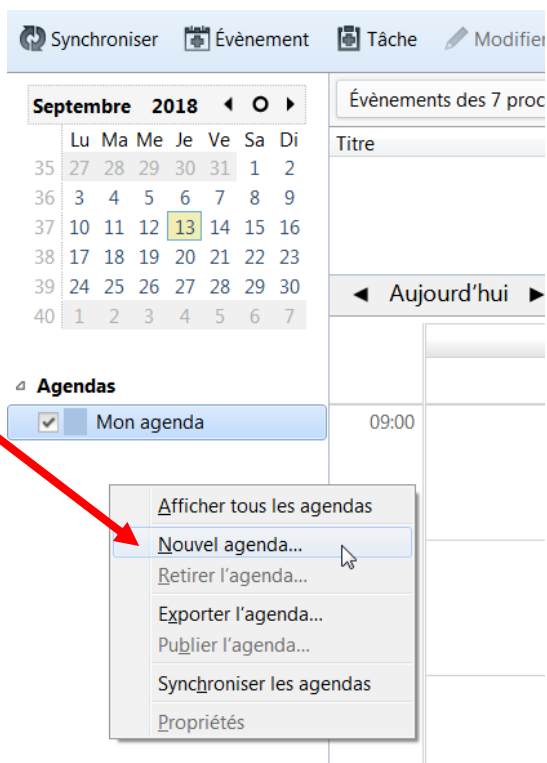 Synchroniser Évènement Tâche Modifier
Septembre 2018
Évènements des 7 proc
Lu Ma Me Je Ve Sa Di
Titre
35 27 28 29 30 31 1 2
36 3 4 5 6 7 8 9
37 10 11 12 13 14 15 16
38 17 18 19 20 21 22 23
39 24 25 26 27 28 29 30
Aujourd'hui
40 1 2 3 4 5 6 7
Agendas
Mon agenda
09:00
Afficher tous les agendas
Nouvel agenda...
Retirer l'agenda...
Exporter l'agenda...
Publier l'agenda...
Synchroniser les agendas
Propriétés